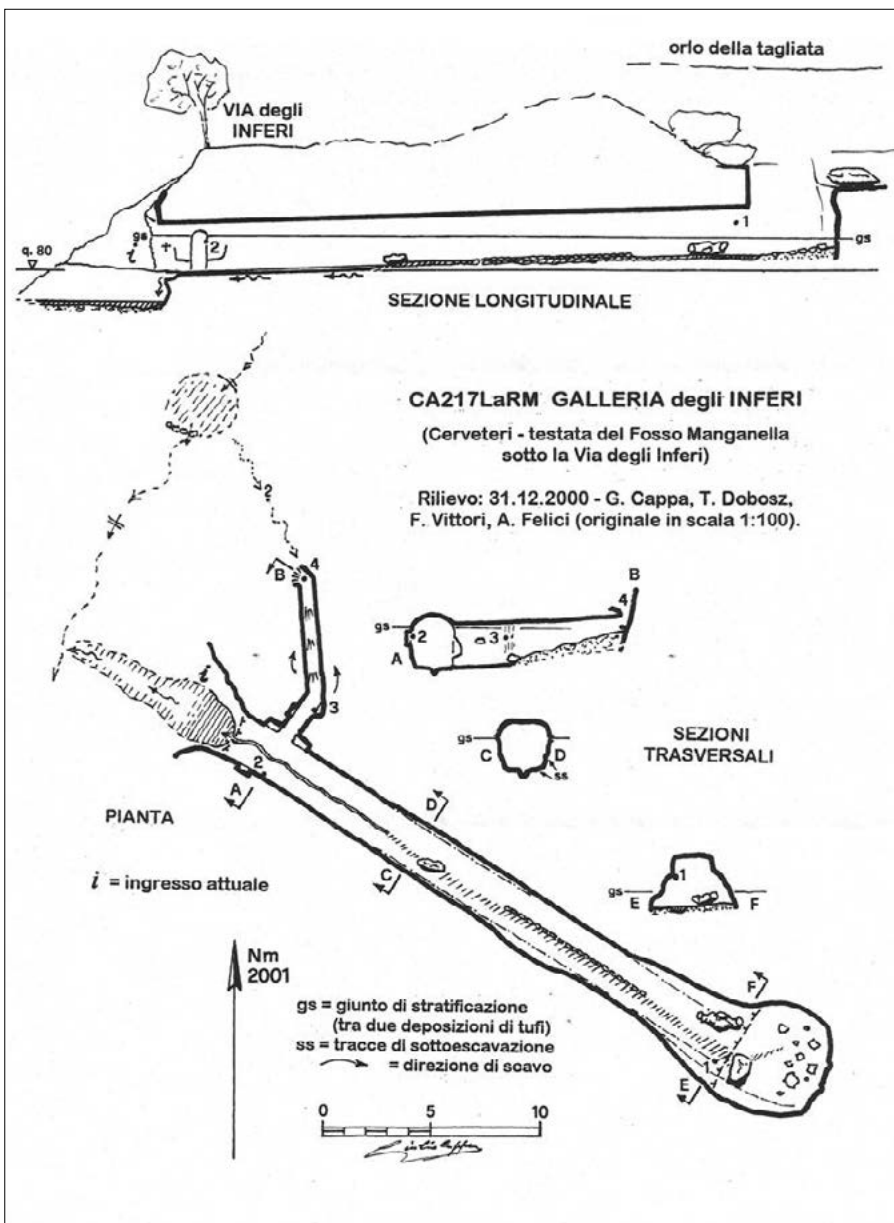 orlo della tagliata
VIA degli
INFERI
gs
+
2
i
1
gs
q. 80
SEZIONE LONGITUDINALE
CA217LaRM GALLERIA degli INFERI
(Cerveteri - testata del Fosso Manganella
sotto la Via degli Inferi)
Rilievo: 31.12.2000 - G. Cappa, T. Dobosz,
F. Vittori, A. Felici (originale in scala 1:100).
?
B
4
B
4
gs
2
3
A
i
3
gs
C
D
ss
SEZIONI
TRASVERSALI
2
A
D
PIANTA
C
1
gs
E
F
i = ingresso attuale
Nm
2001
F
gs = giunto di stratificazione
(tra due deposizioni di tufi)
ss = tracce di sottoescavazione
= direzione di scavo
1
E
0
5
10